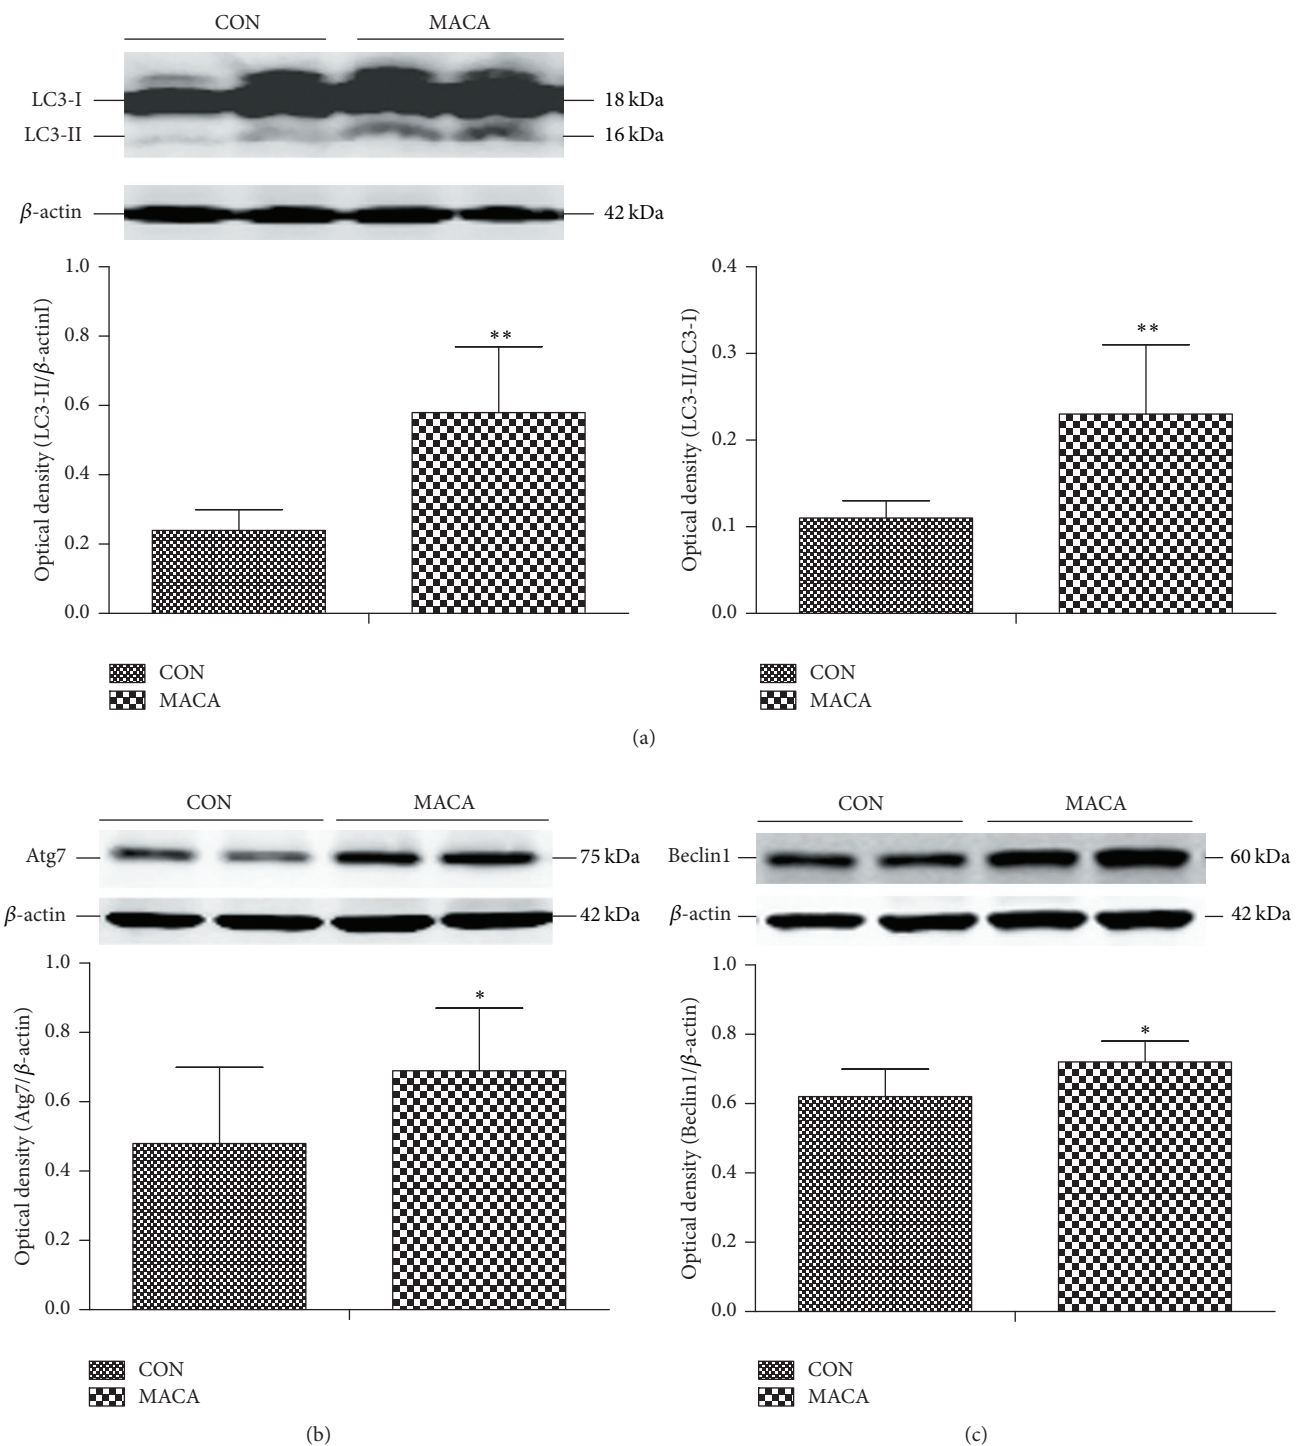 CON MACA
LC3-I 18 kDa
LC3-II 16 kDa
β-actin 42 kDa
Optical density (LC3-II/β-actinI)
1.0
0.8
0.6
0.4
0.2
0.0
**
CON
MACA
Optical density (LC3-II/LC3-I)
0.4
0.3
0.2
0.1
0.0
**
CON
MACA
(a)
CON MACA
Atg7 75 kDa
β-actin 42 kDa
Optical density (Atg7/β-actin)
1.0
0.8
0.6
0.4
0.2
0.0
*
CON
MACA
(b)
CON MACA
Beclin1 60 kDa
β-actin 42 kDa
Optical density (Beclin1/β-actin)
1.0
0.8
0.6
0.4
0.2
0.0
*
CON
MACA
(c)